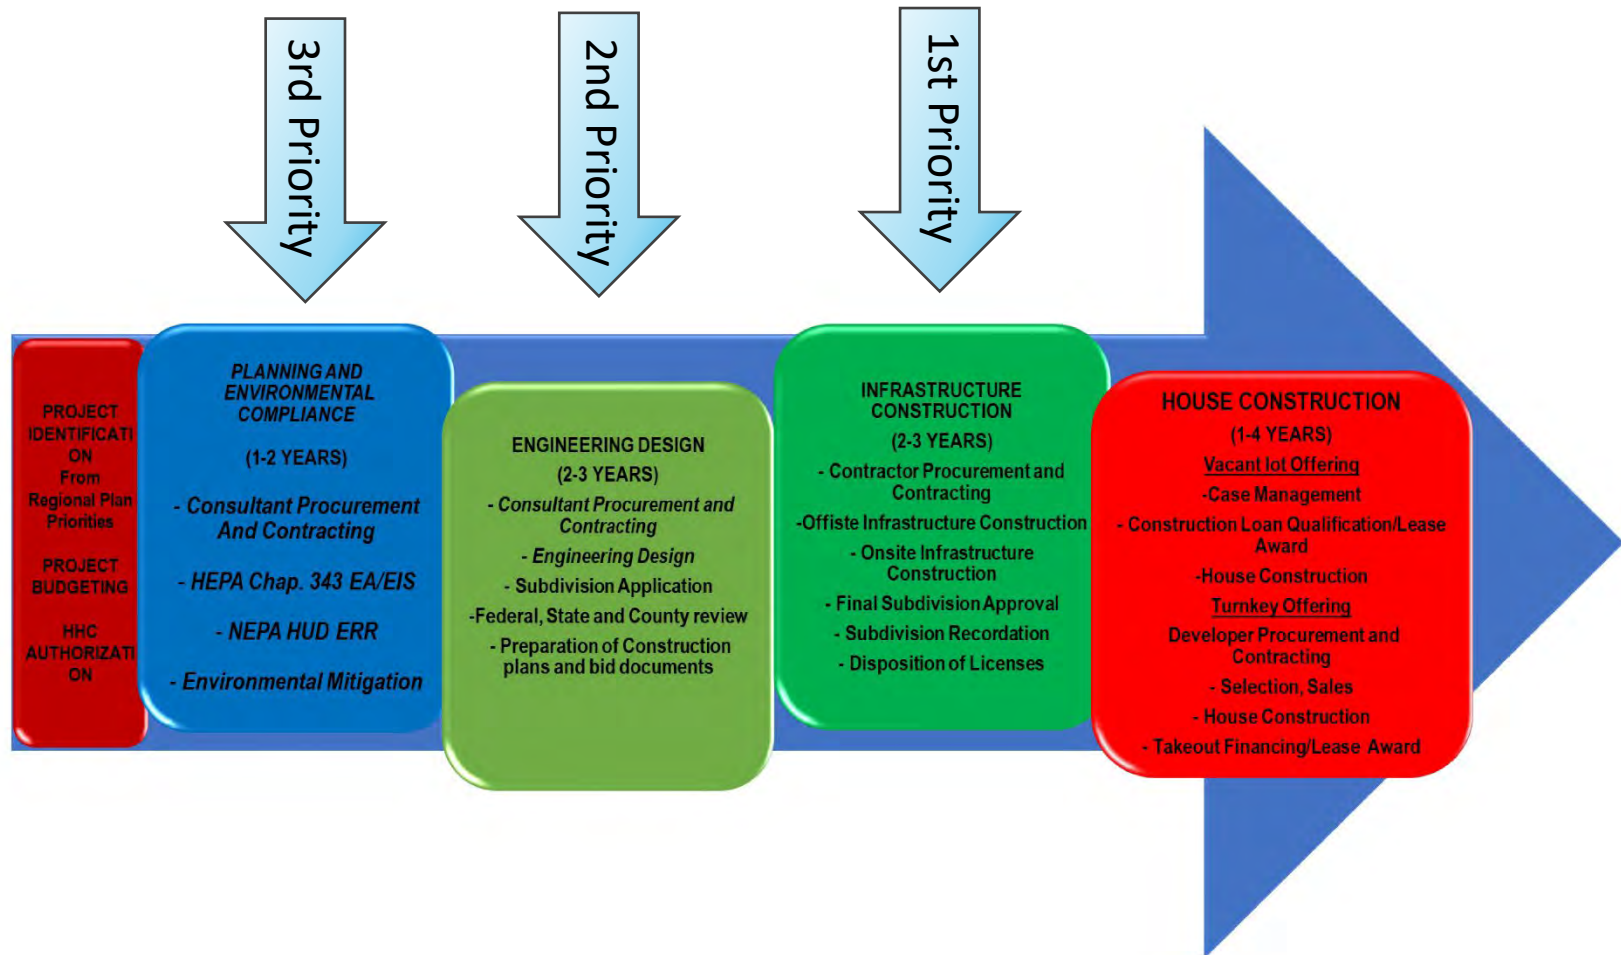 3rd Priority
2nd Priority
1st Priority
PROJECT
IDENTIFICATI
ON
From
Regional Plan
Priorities
PROJECT
BUDGETING
HHC
AUTHORIZATI
ON
PLANNING AND
ENVIRONMENTAL
COMPLIANCE
(1-2 YEARS)
- Consultant Procurement
And Contracting
- HEPA Chap. 343 EA/EIS
- NEPA HUD ERR
- Environmental Mitigation
ENGINEERING DESIGN
(2-3 YEARS)
- Consultant Procurement and
Contracting
- Engineering Design
- Subdivision Application
-Federal, State and County review
- Preparation of Construction
plans and bid documents
INFRASTRUCTURE
CONSTRUCTION
(2-3 YEARS)
- Contractor Procurement and
Contracting
-Offiste Infrastructure Construction
- Onsite Infrastructure
Construction
- Final Subdivision Approval
- Subdivision Recordation
- Disposition of Licenses
HOUSE CONSTRUCTION
(1-4 YEARS)
Vacant lot Offering
-Case Management
- Construction Loan Qualification/Lease
Award
-House Construction
Turnkey Offering
Developer Procurement and
Contracting
- Selection, Sales
- House Construction
- Takeout Financing/Lease Award